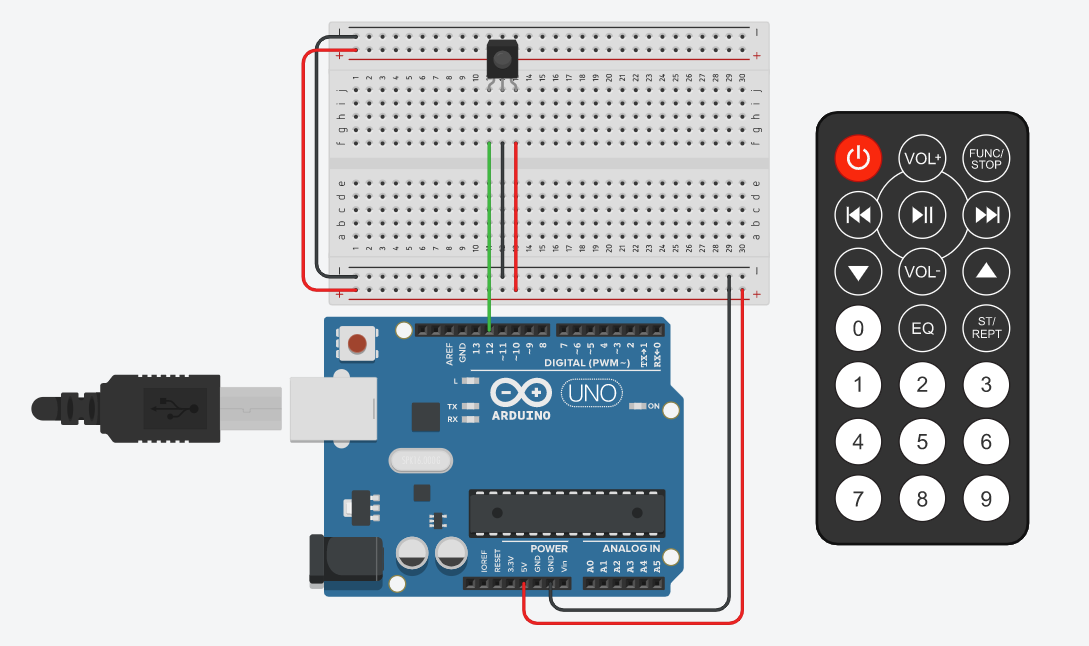 − −
+ +
1 2 3 4 5 6 7 8 9 10 11 12 13 14 15 16 17 18 19 20 21 22 23 24 25 26 27 28 29 30
j j
i i
h h
g g
f f
e e
d d
c c
b b
a a
1 2 3 4 5 6 7 8 9 10 11 12 13 14 15 16 17 18 19 20 21 22 23 24 25 26 27 28 29 30
− −
+ +
AREF GND 13 12 ~11 ~10 ~9 8 7 ~6 ~5 4 ~3 2 TX→1 RX←0
DIGITAL (PWM~)
L
TX
RX
ARDUINO
UNO
ON
POWER
ANALOG IN
IOREF RESET 3.3V 5V GND GND Vin A0 A1 A2 A3 A4 A5
VOL+
FUNC/
STOP
VOL-
0
EQ
ST/
REPT
1 2 3
4 5 6
7 8 9